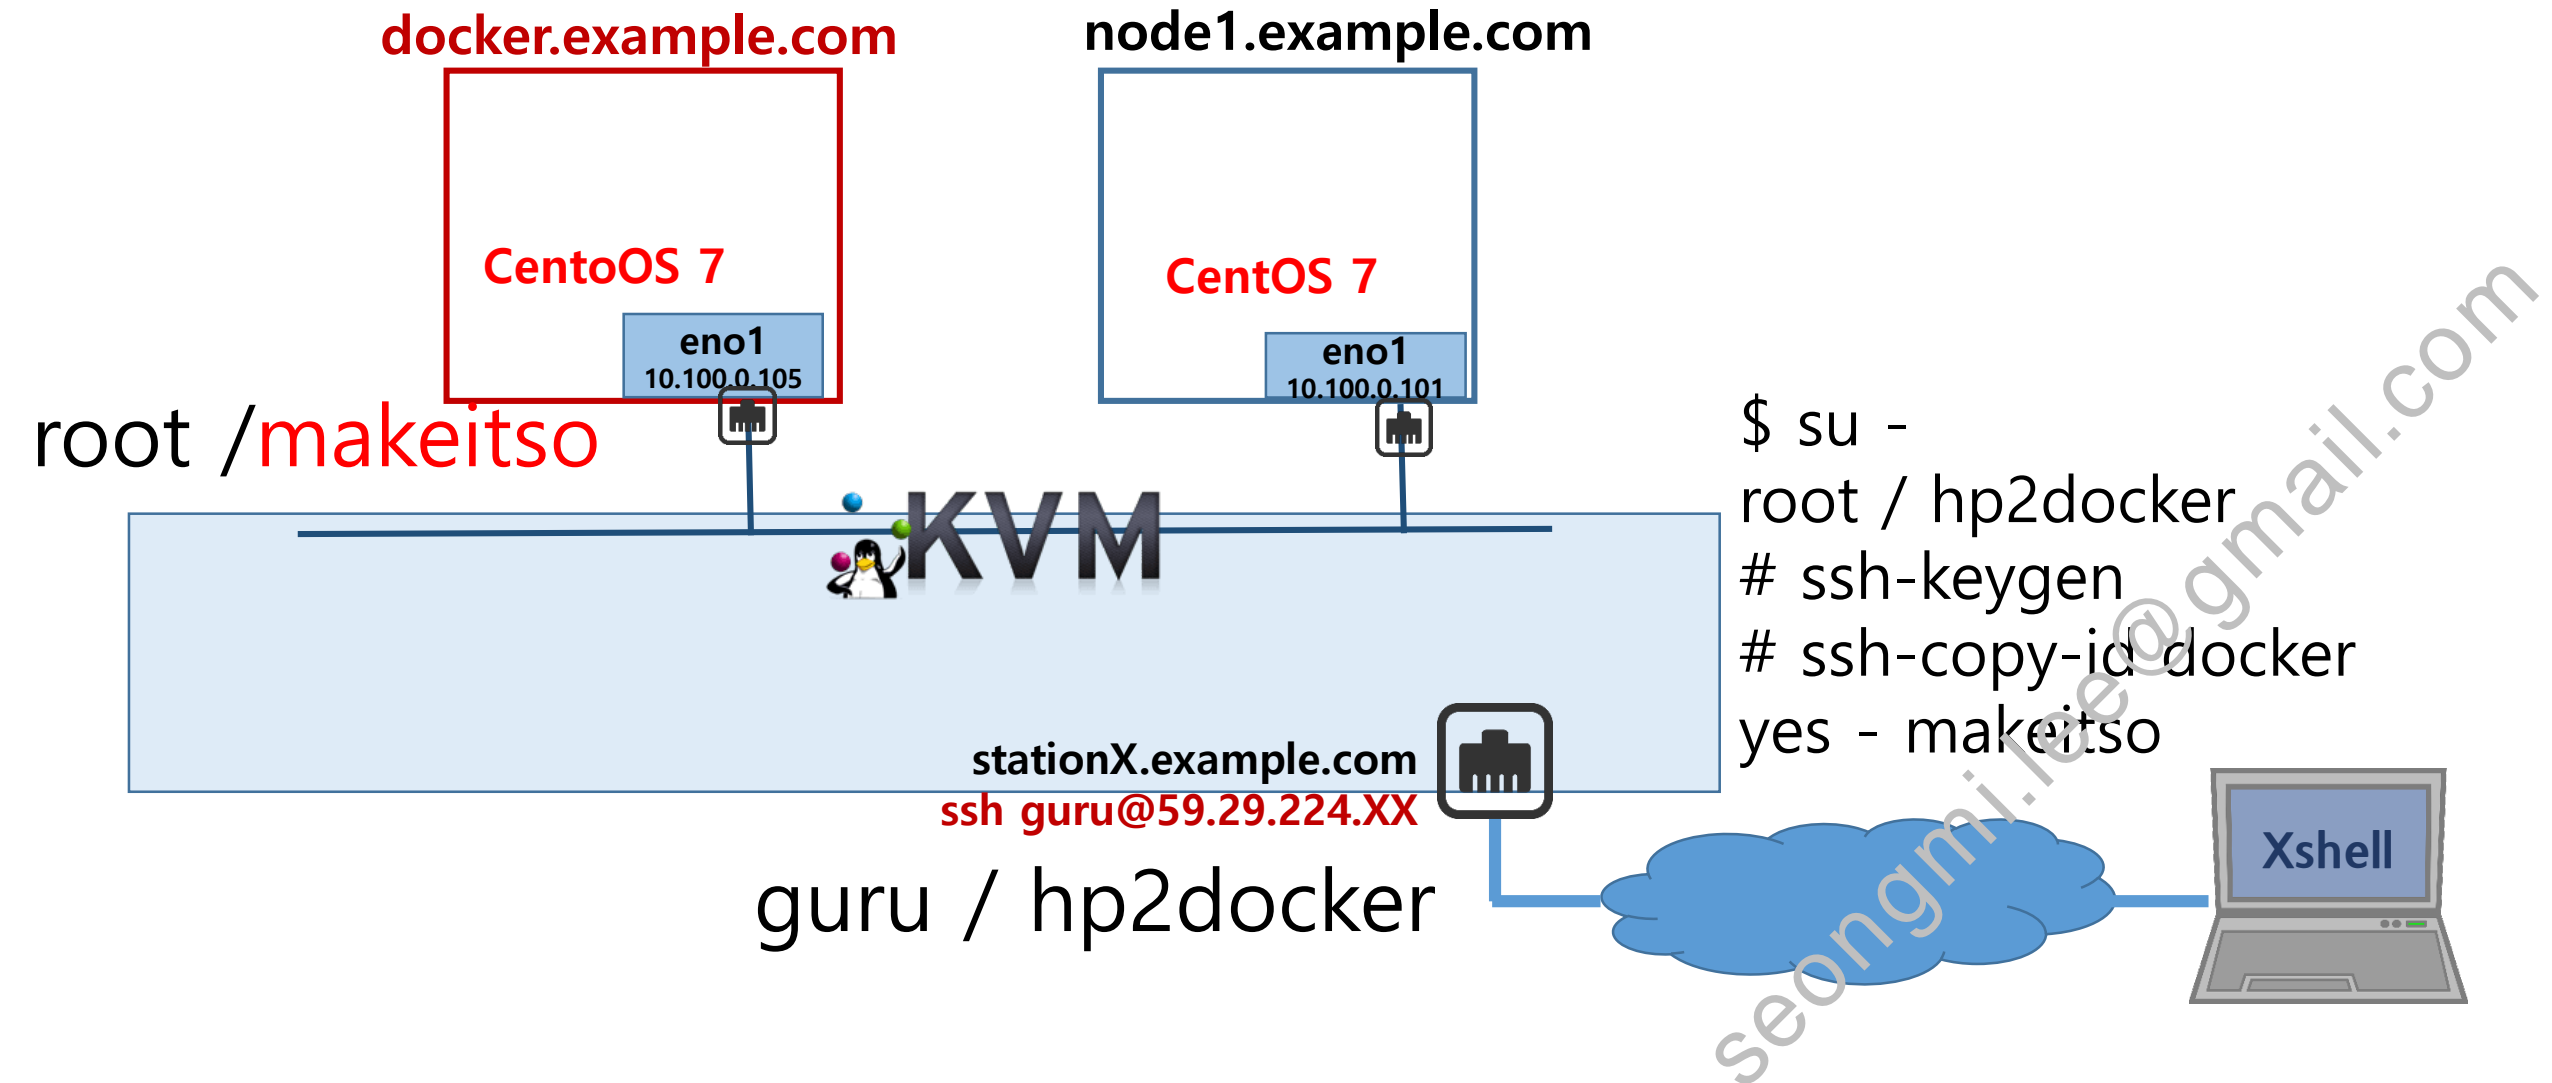 docker.example.com
node1.example.com
CentoOS 7
CentOS 7
eno1
10.100.0.105
eno1
10.100.0.101
root /makeitso
KVM
$ su -
root / hp2docker
# ssh-keygen
# ssh-copy-id docker
yes - makeitso
stationX.example.com
ssh guru@59.29.224.XX
guru / hp2docker
Xshell
seongmi.lee@gmail.com